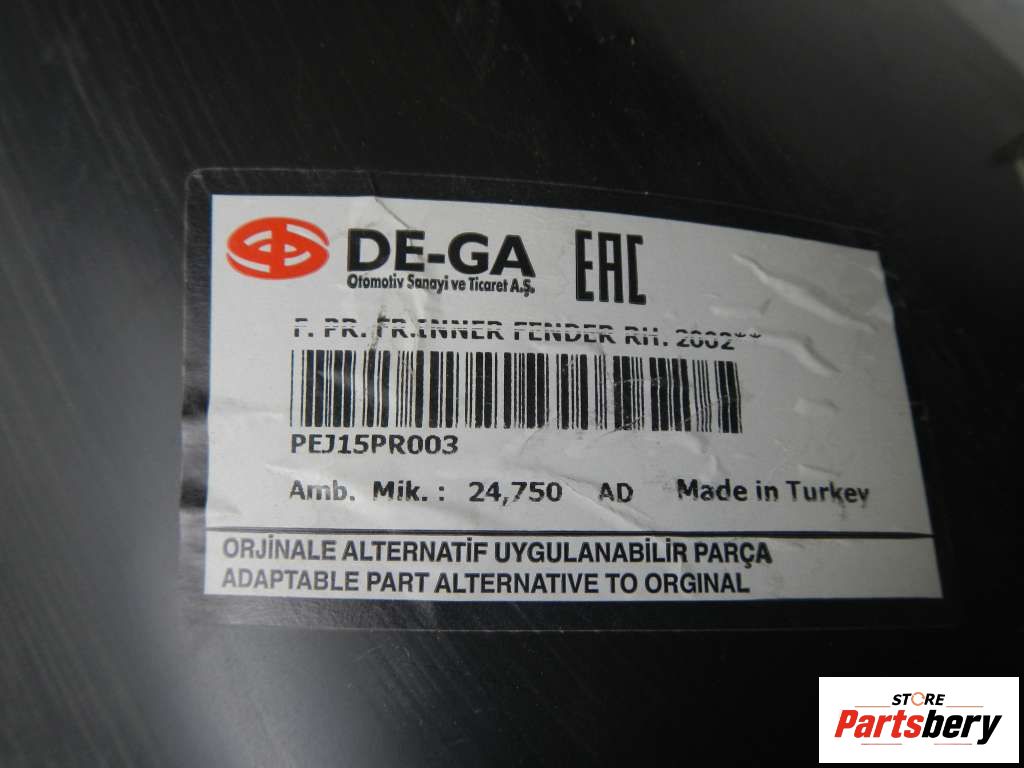 DE-GA
Otomotiv Sanayi ve Ticaret A.Ş.
EAC
F. PR. FR.INNER FENDER RH. 2002**
PEJ15PR003
Amb. Mik. : 24,750 AD Made in Turkey
ORJİNALE ALTERNATİF UYGULANABİLİR PARÇA
ADAPTABLE PART ALTERNATIVE TO ORGINAL
STORE
Partsbery